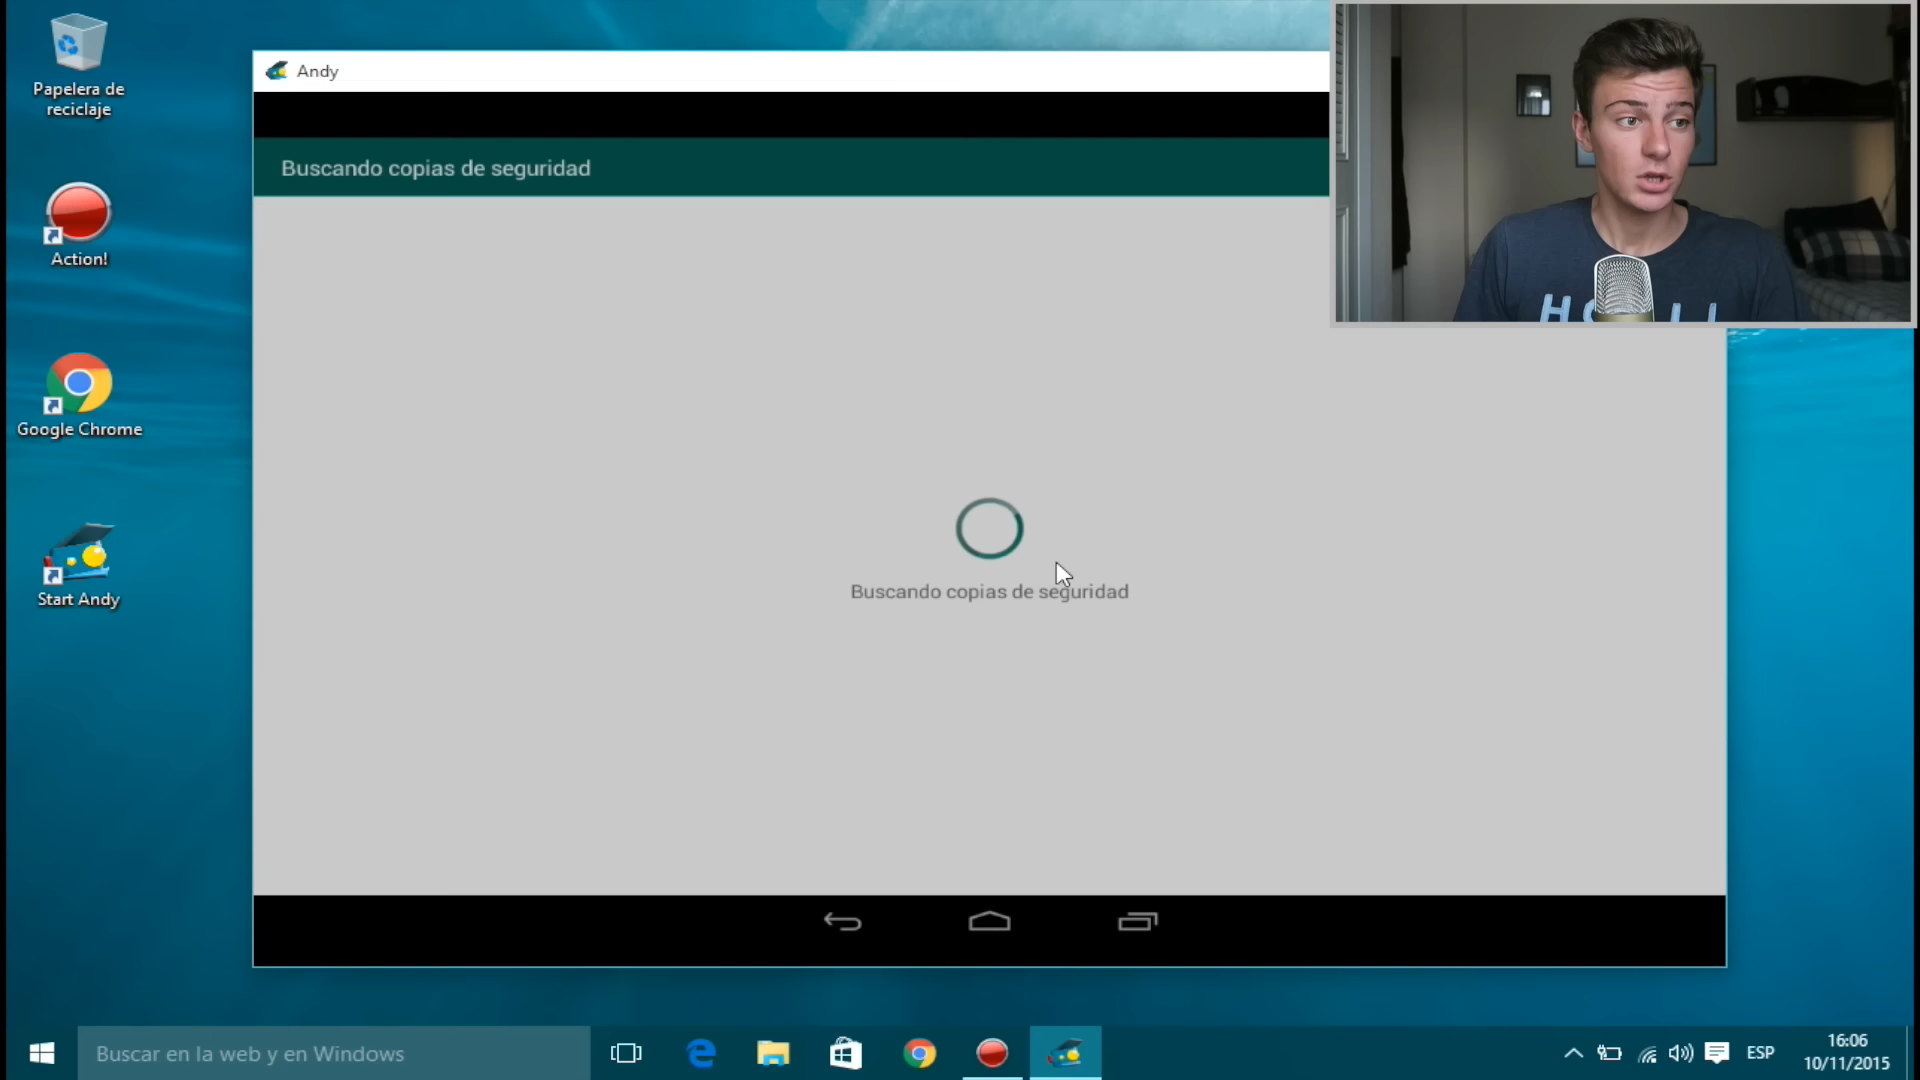 Papelera de
reciclaje
Action!
Google Chrome
Start Andy
Andy
Buscando copias de seguridad
Buscando copias de seguridad
Buscar en la web y en Windows
ESP
16:06
10/11/2015